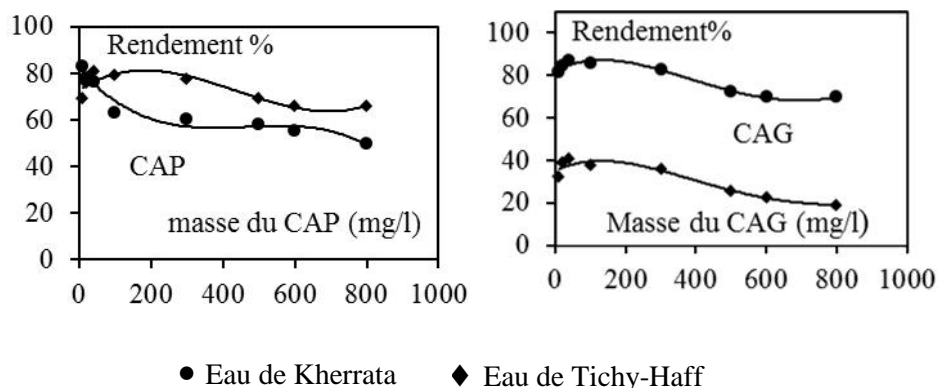 100
80
60
40
20
0
Rendement %
CAP
masse du CAP (mg/l)
0 200 400 600 800 1000
100
80
60
40
20
0
Rendement%
CAG
Masse du CAG (mg/l)
0 200 400 600 800 1000
Eau de Kherrata Eau de Tichy-Haff